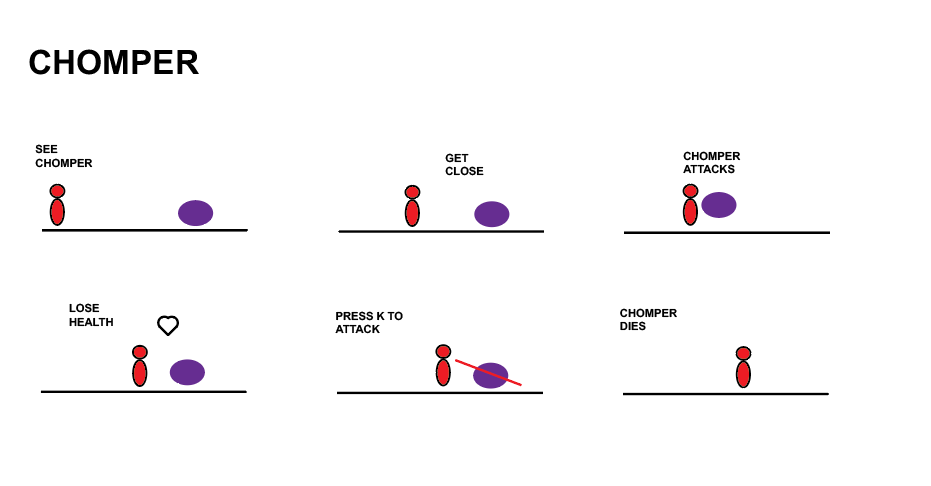 CHOMPER
SEE
CHOMPER
GET
CLOSE
CHOMPER
ATTACKS
LOSE
HEALTH
PRESS K TO
ATTACK
CHOMPER
DIES